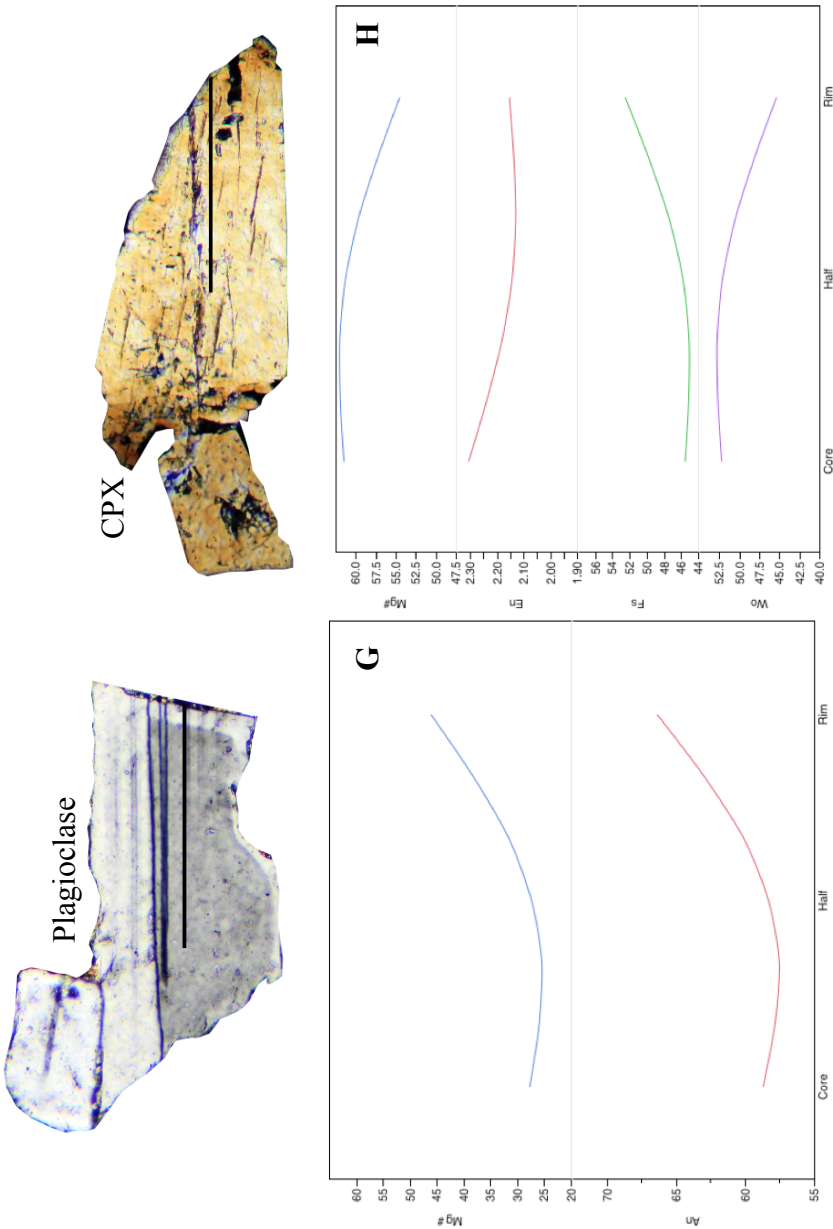 Plagioclase
CPX
G
Mg#
60
55
50
45
40
35
30
25
20
An
70
65
60
55
Core
Half
Rim
H
Mg#
60.0
57.5
55.0
52.5
50.0
47.5
En
2.30
2.20
2.10
2.00
1.90
Fs
56
54
52
50
48
46
44
Wo
52.5
50.0
47.5
45.0
42.5
40.0
Core
Half
Rim